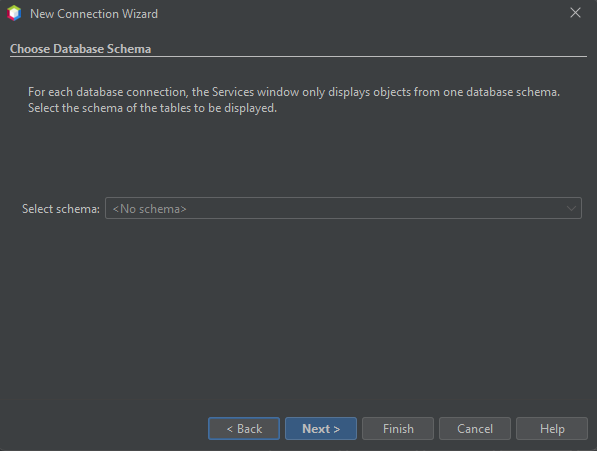 New Connection Wizard
Choose Database Schema
For each database connection, the Services window only displays objects from one database schema.
Select the schema of the tables to be displayed.
Select schema: <No schema>
< Back Next > Finish Cancel Help